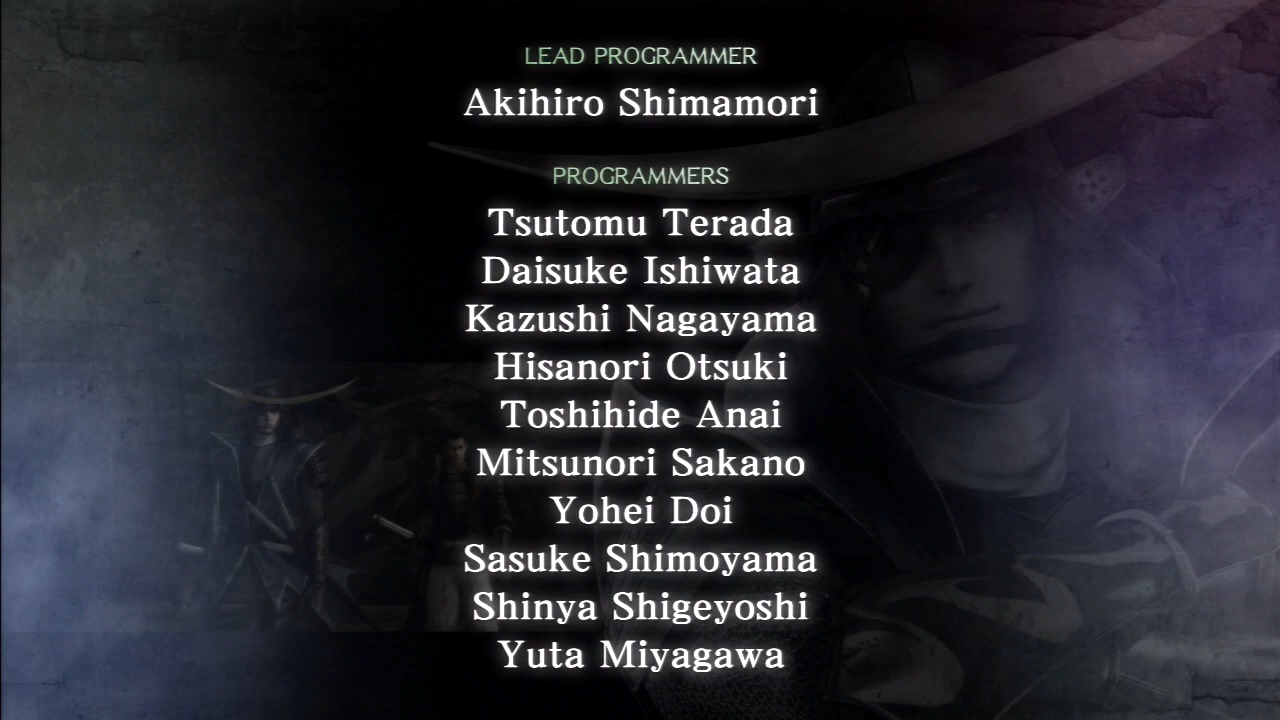 LEAD PROGRAMMER
Akihiro Shimamori
PROGRAMMERS
Tsutomu Terada
Daisuke Ishiwata
Kazushi Nagayama
Hisanori Otsuki
Toshihide Anai
Mitsunori Sakano
Yohei Doi
Sasuke Shimoyama
Shinya Shigeyoshi
Yuta Miyagawa